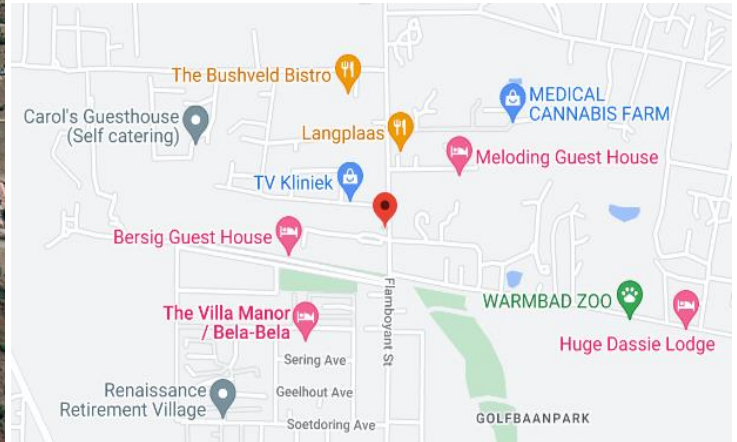 The Bushveld Bistro
Carol's Guesthouse
(Self catering)
MEDICAL
CANNABIS FARM
Langplaas
Meloding Guest House
TV Kliniek
Bersig Guest House
Flamboyant St
WARMBAD ZOO
The Villa Manor
/ Bela-Bela
Huge Dassie Lodge
Sering Ave
Renaissance
Retirement Village
Geelhout Ave
Soetdoring Ave
GOLFBAANPARK